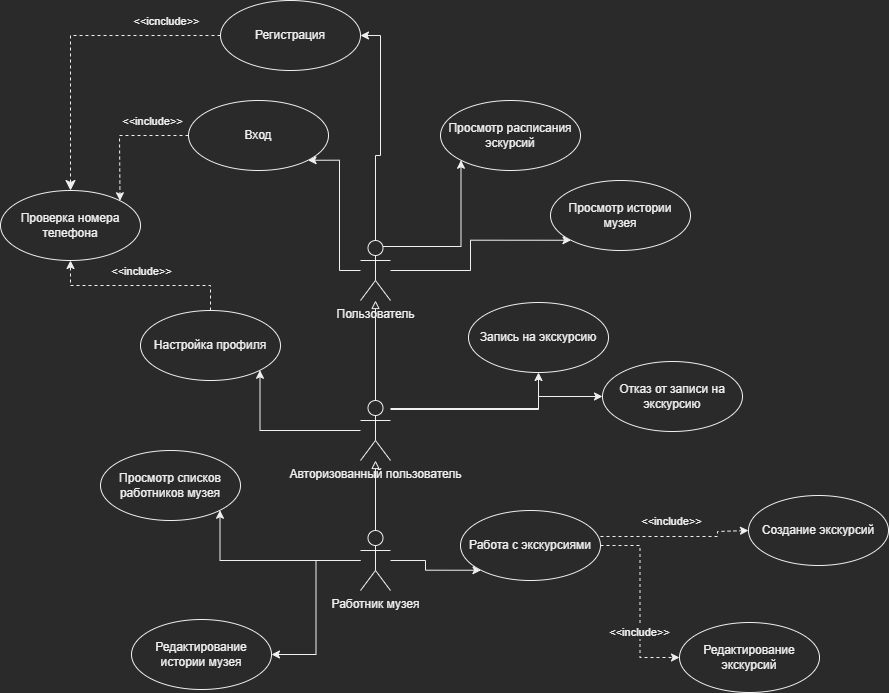 <<icnclude>>
Регистрация
<<include>>
Вход
Просмотр расписания
эскурсий
Просмотр истории
музея
Проверка номера
телефона
<<include>>
Пользователь
Настройка профиля
Запись на экскурсию
Отказ от записи на
экскурсию
Авторизованный пользователь
Просмотр списков
работников музея
<<include>>
Создание экскурсий
Работа с экскурсиями
Работник музея
<<include>>
Редактирование
истории музея
Редактирование
экскурсий